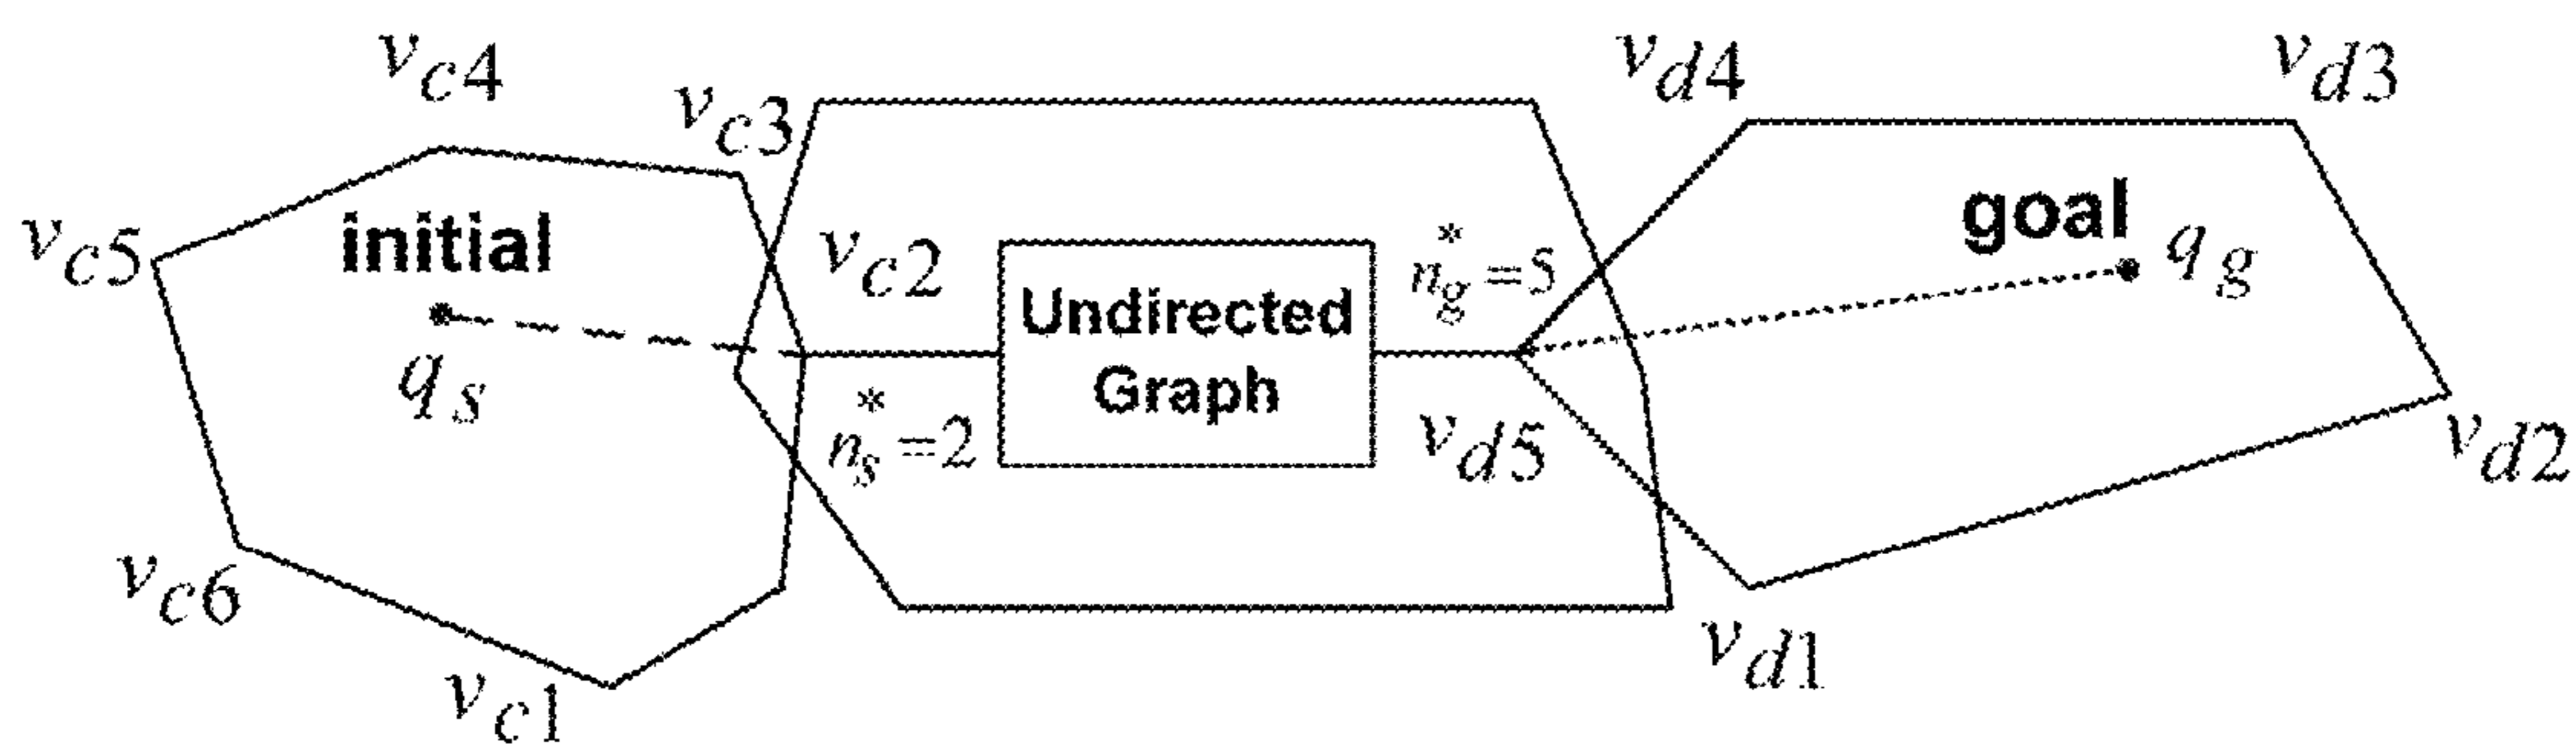 v_c4
v_c3
v_d4
v_d3
v_c5
initial
v_c2
n_g^*=5
goal
q_g
Undirected
Graph
q_s
n_s^*=2
v_d5
v_d2
v_c6
v_c1
v_d1